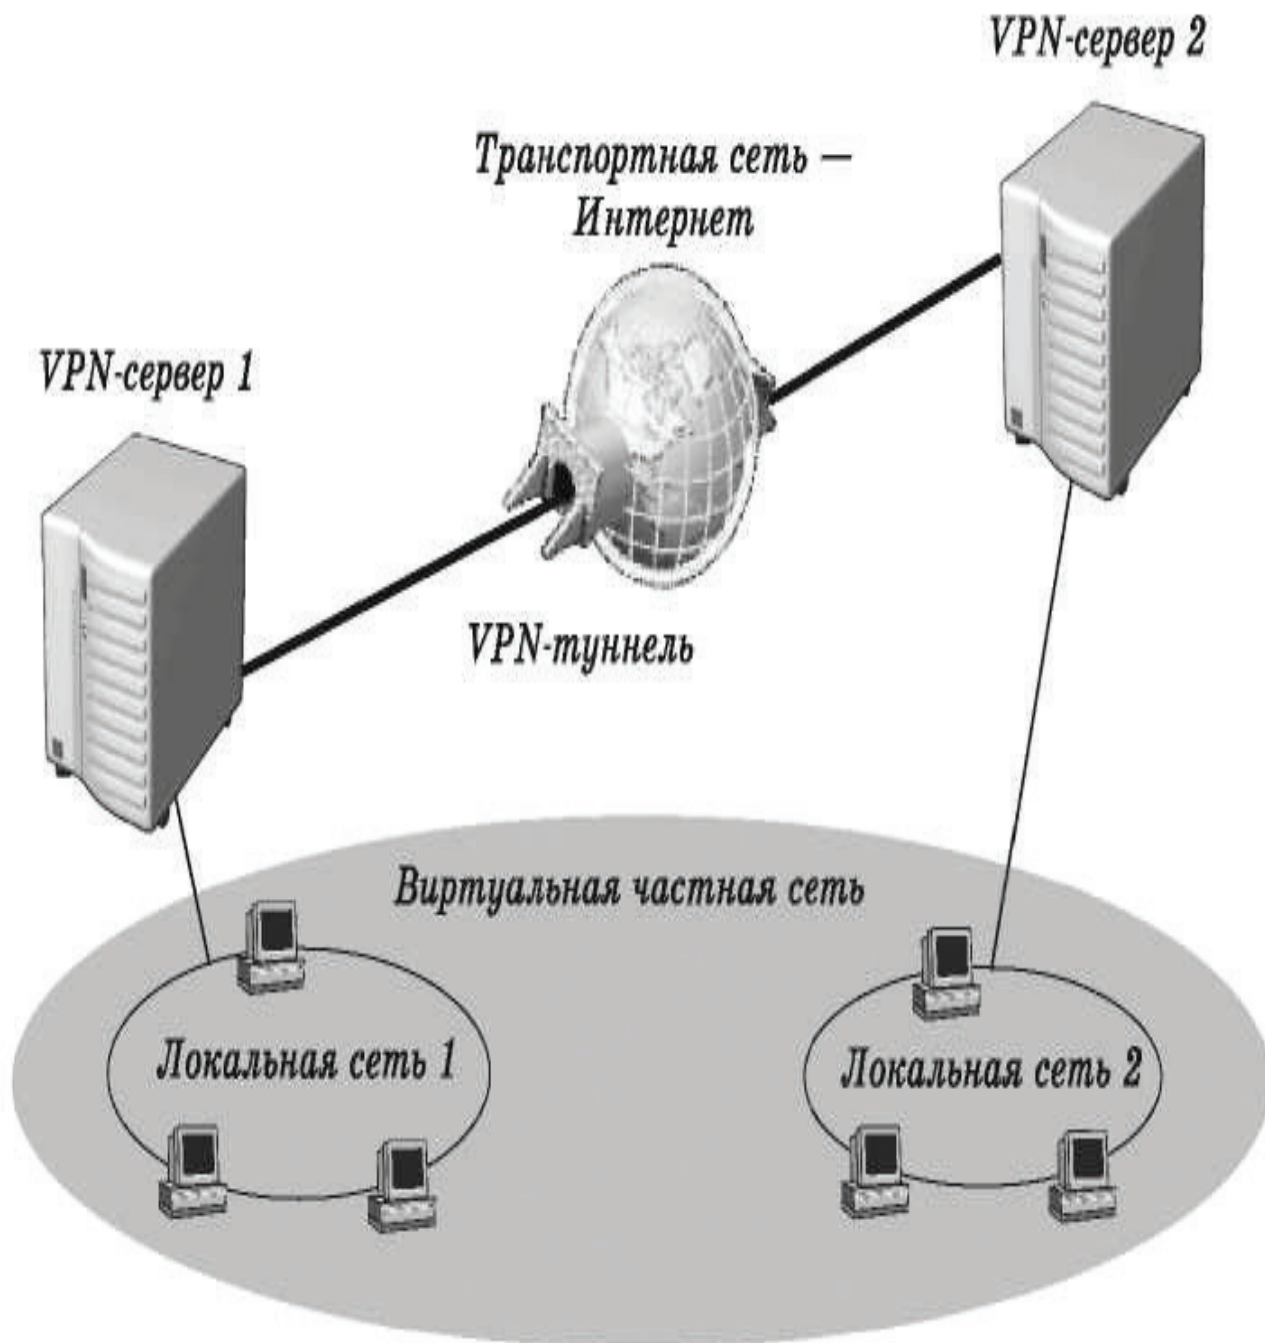 VPN-сервер 2
Транспортная сеть —
Интернет
VPN-сервер 1
VPN-туннель
Виртуальная частная сеть
Локальная сеть 1
Локальная сеть 2